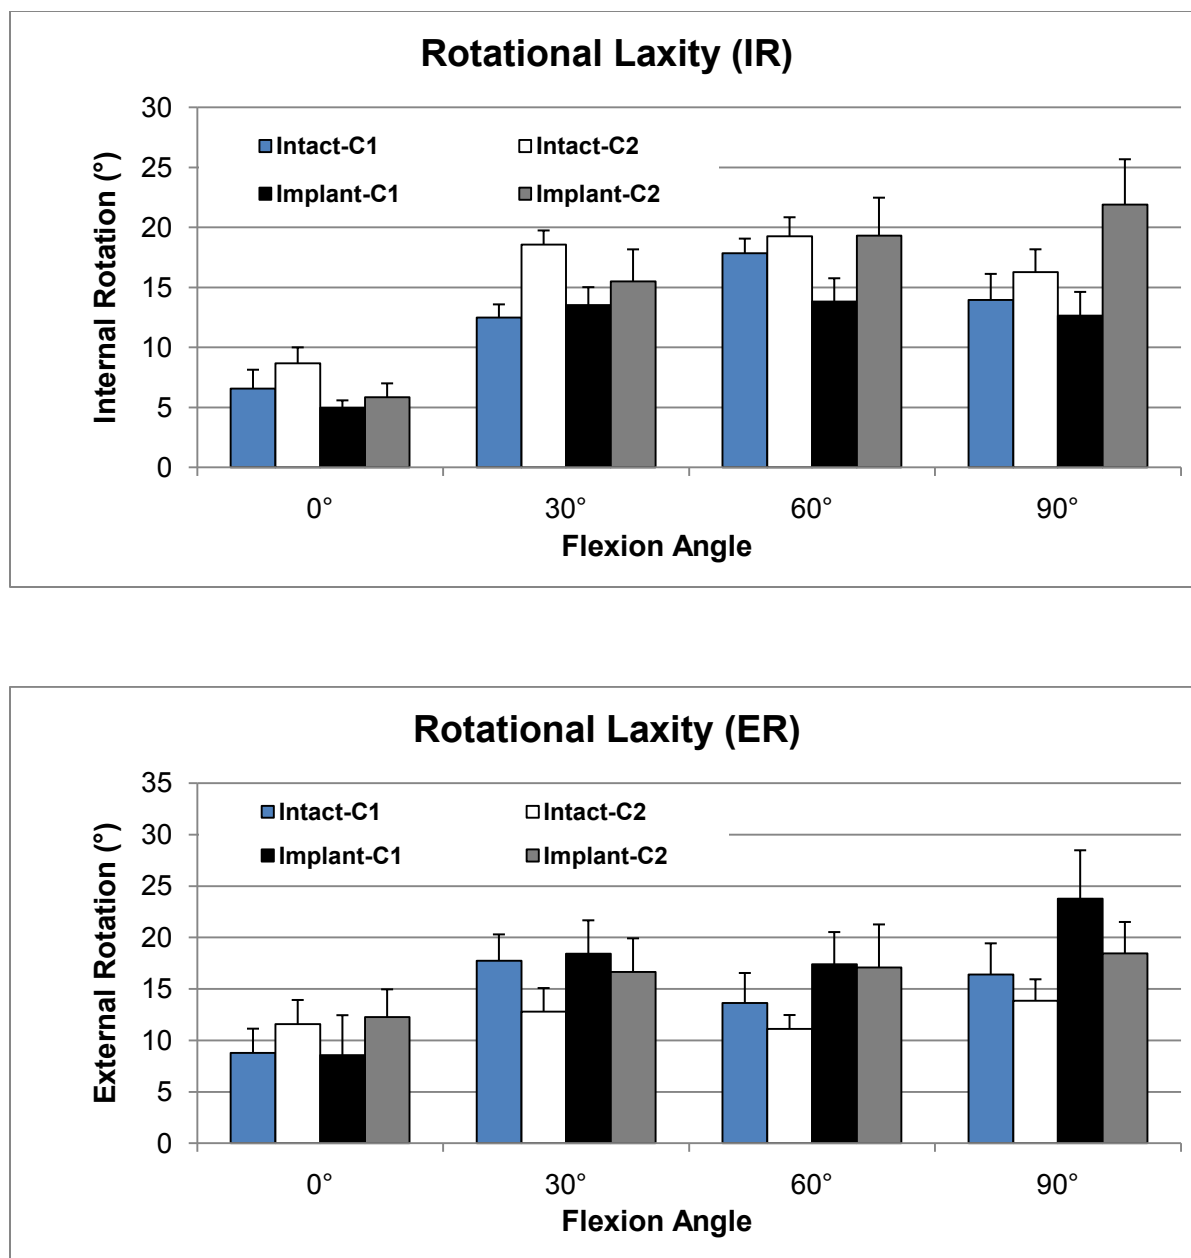 Rotational Laxity (IR)
30
25
20
15
10
5
0
Internal Rotation (°)
Intact-C1 Intact-C2
Implant-C1 Implant-C2
0° 30° 60° 90°
Flexion Angle
Rotational Laxity (ER)
35
30
25
20
15
10
5
0
External Rotation (°)
Intact-C1 Intact-C2
Implant-C1 Implant-C2
0° 30° 60° 90°
Flexion Angle